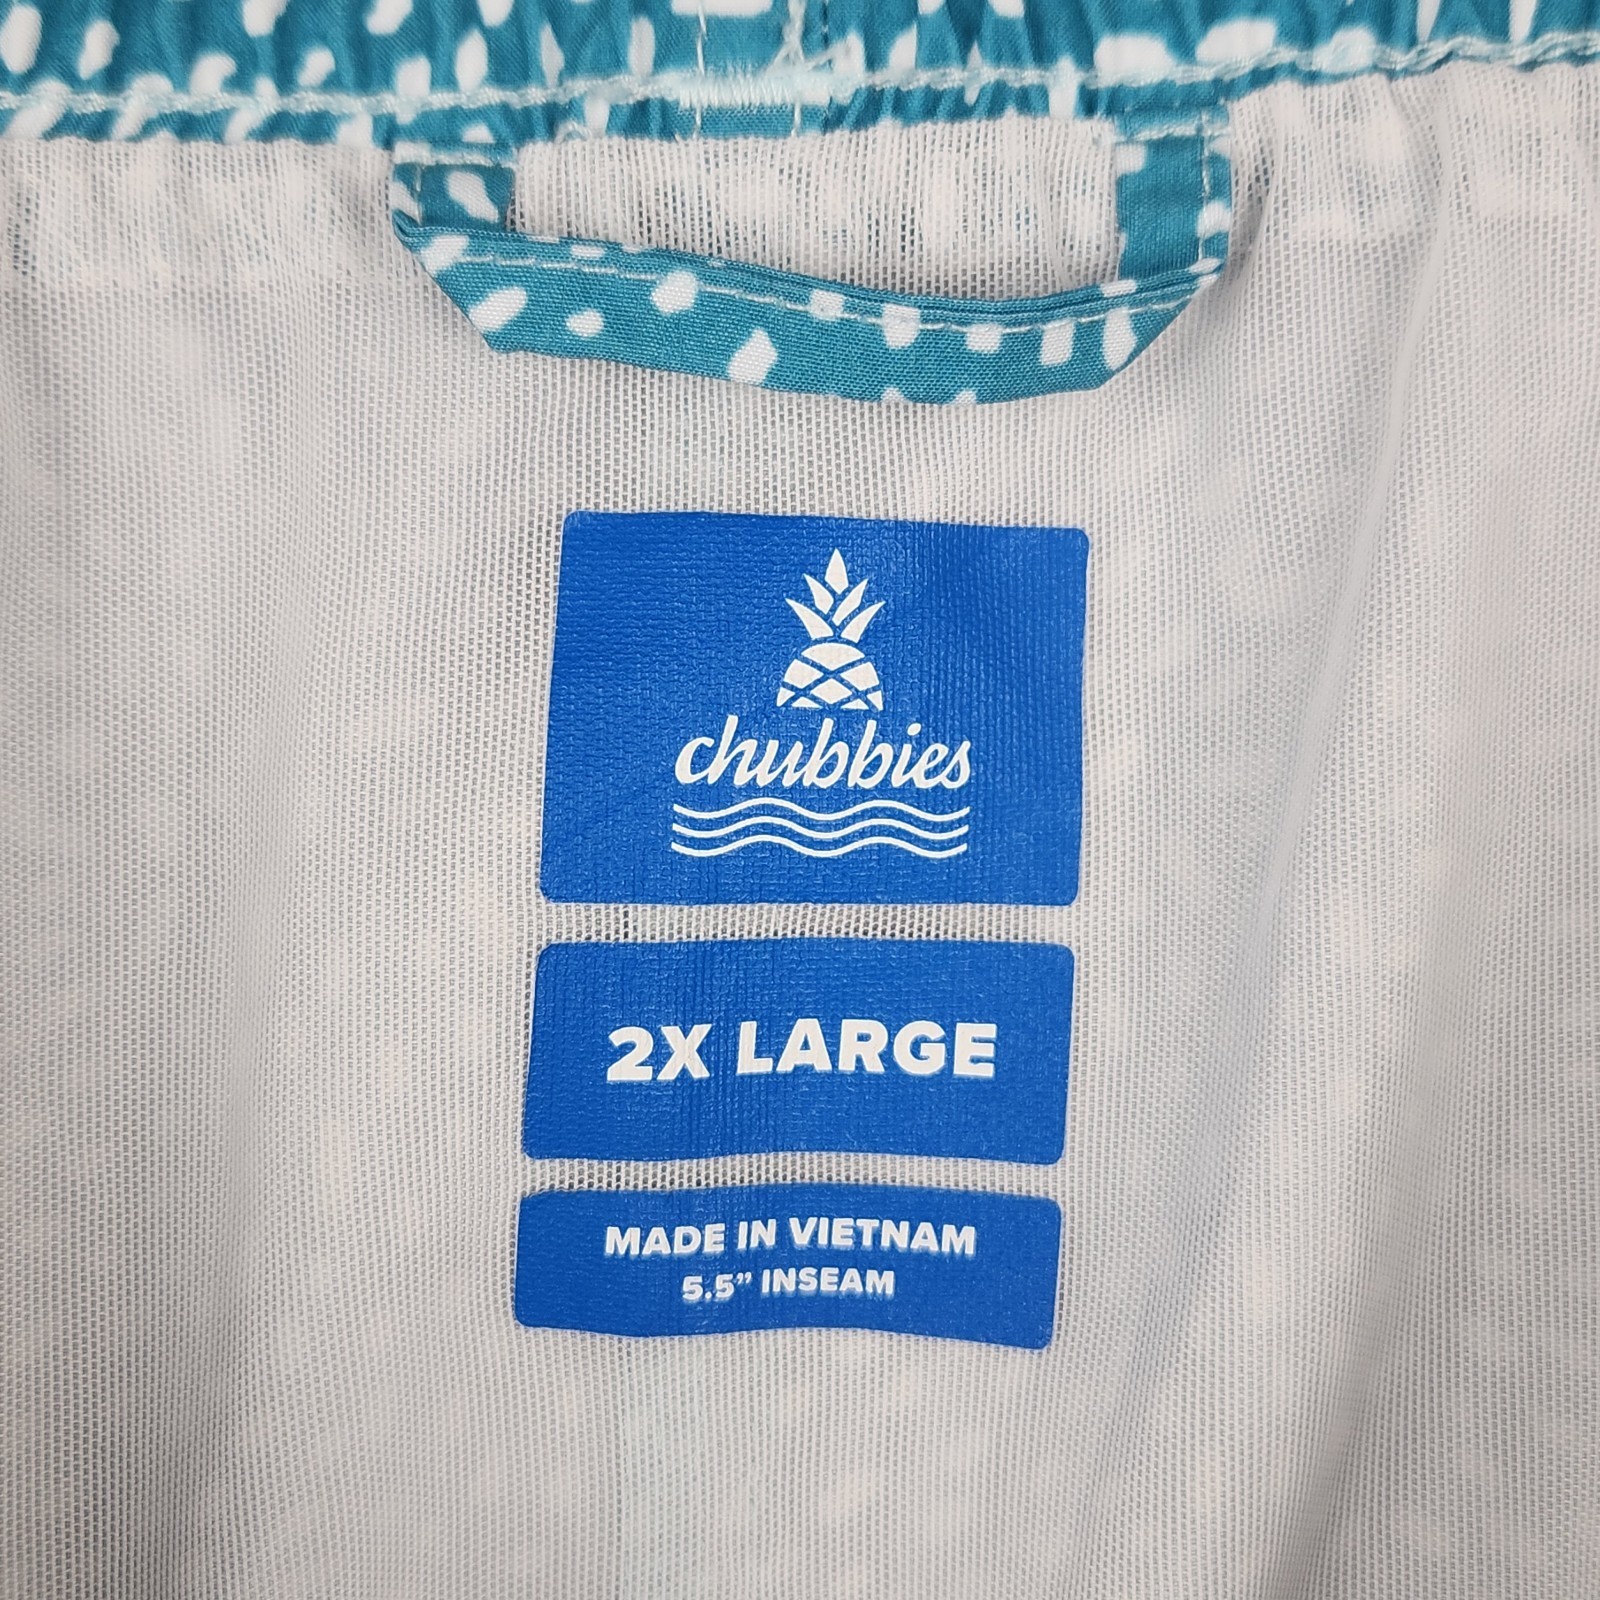 chubbies
2X LARGE
MADE IN VIETNAM
5.5” INSEAM